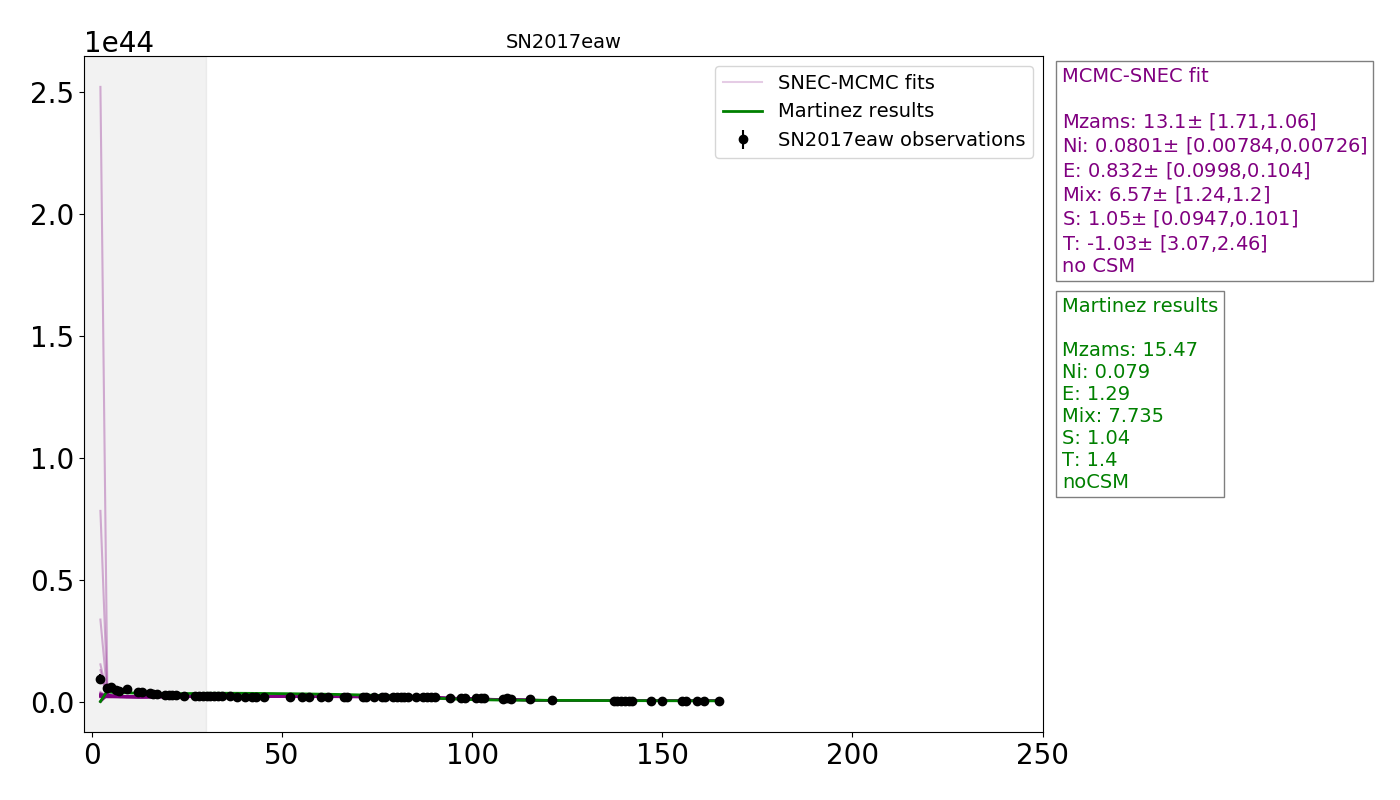 1e44
SN2017eaw
2.5
2.0
1.5
1.0
0.5
0.0
0
50
100
150
200
250
SNEC-MCMC fits
Martinez results
SN2017eaw observations
MCMC-SNEC fit
Mzams: 13.1± [1.71,1.06]
Ni: 0.0801± [0.00784,0.00726]
E: 0.832± [0.0998,0.104]
Mix: 6.57± [1.24,1.2]
S: 1.05± [0.0947,0.101]
T: -1.03± [3.07,2.46]
no CSM
Martinez results
Mzams: 15.47
Ni: 0.079
E: 1.29
Mix: 7.735
S: 1.04
T: 1.4
noCSM